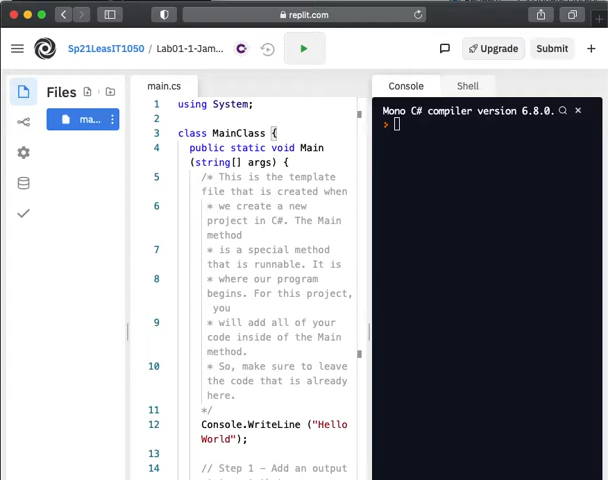 replit.com
Sp21LeasIT1050 / Lab01-1-Jam...
Upgrade
Submit
Files
ma...
main.cs
Console
Shell
1 using System;
2
3 class MainClass {
4 public static void Main
(string[] args) {
5 /* This is the template
file that is created when
6 * we create a new
project in C#. The Main
method
7 * is a special method
that is runnable. It is
8 * where our program
begins. For this project,
you
9 * will add all of your
code inside of the Main
method.
10 * So, make sure to leave
the code that is already
here.
11 */
12 Console.WriteLine ("Hello
World");
13
14 // Step 1 - Add an output
Mono C# compiler version 6.8.0.
>